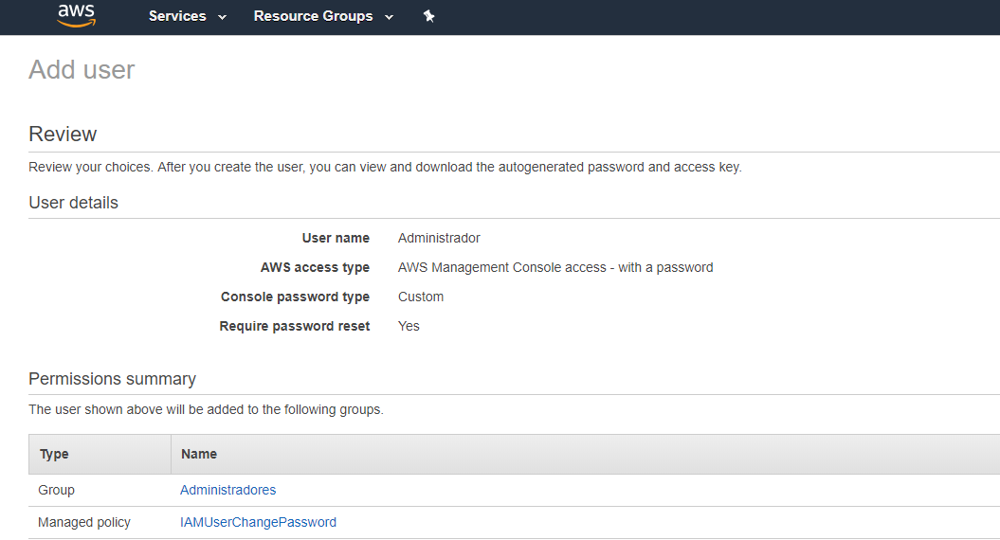 aws Services Resource Groups
Add user
Review
Review your choices. After you create the user, you can view and download the autogenerated password and access key.
User details
User name Administrador
AWS access type AWS Management Console access - with a password
Console password type Custom
Require password reset Yes
Permissions summary
The user shown above will be added to the following groups.
Type Name
Group Administradores
Managed policy IAMUserChangePassword